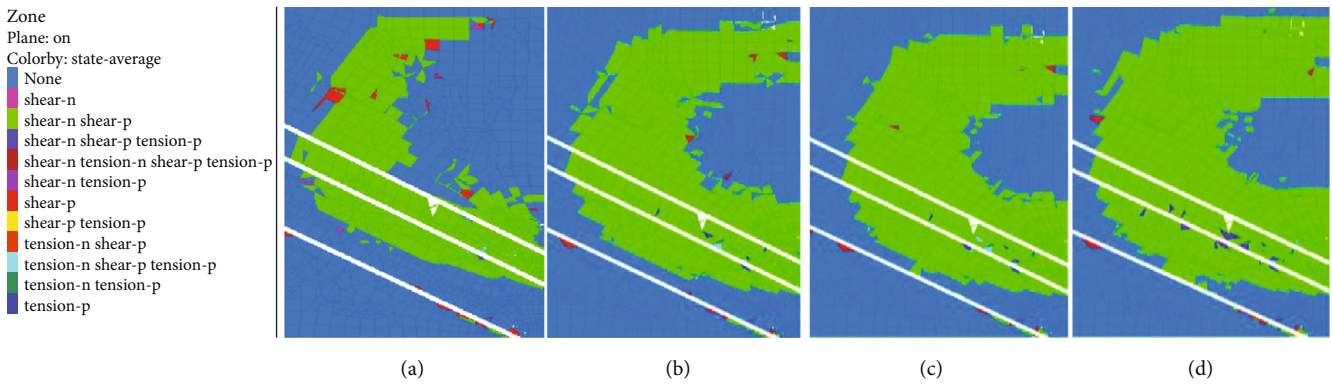 Zone
Plane: on
Colorby: state-average
None
shear-n
shear-n shear-p
shear-n shear-p tension-p
shear-n tension-n shear-p tension-p
shear-n tension-p
shear-p
shear-p tension-p
tension-n shear-p
tension-n shear-p tension-p
tension-n tension-p
tension-p
(a) (b) (c) (d)